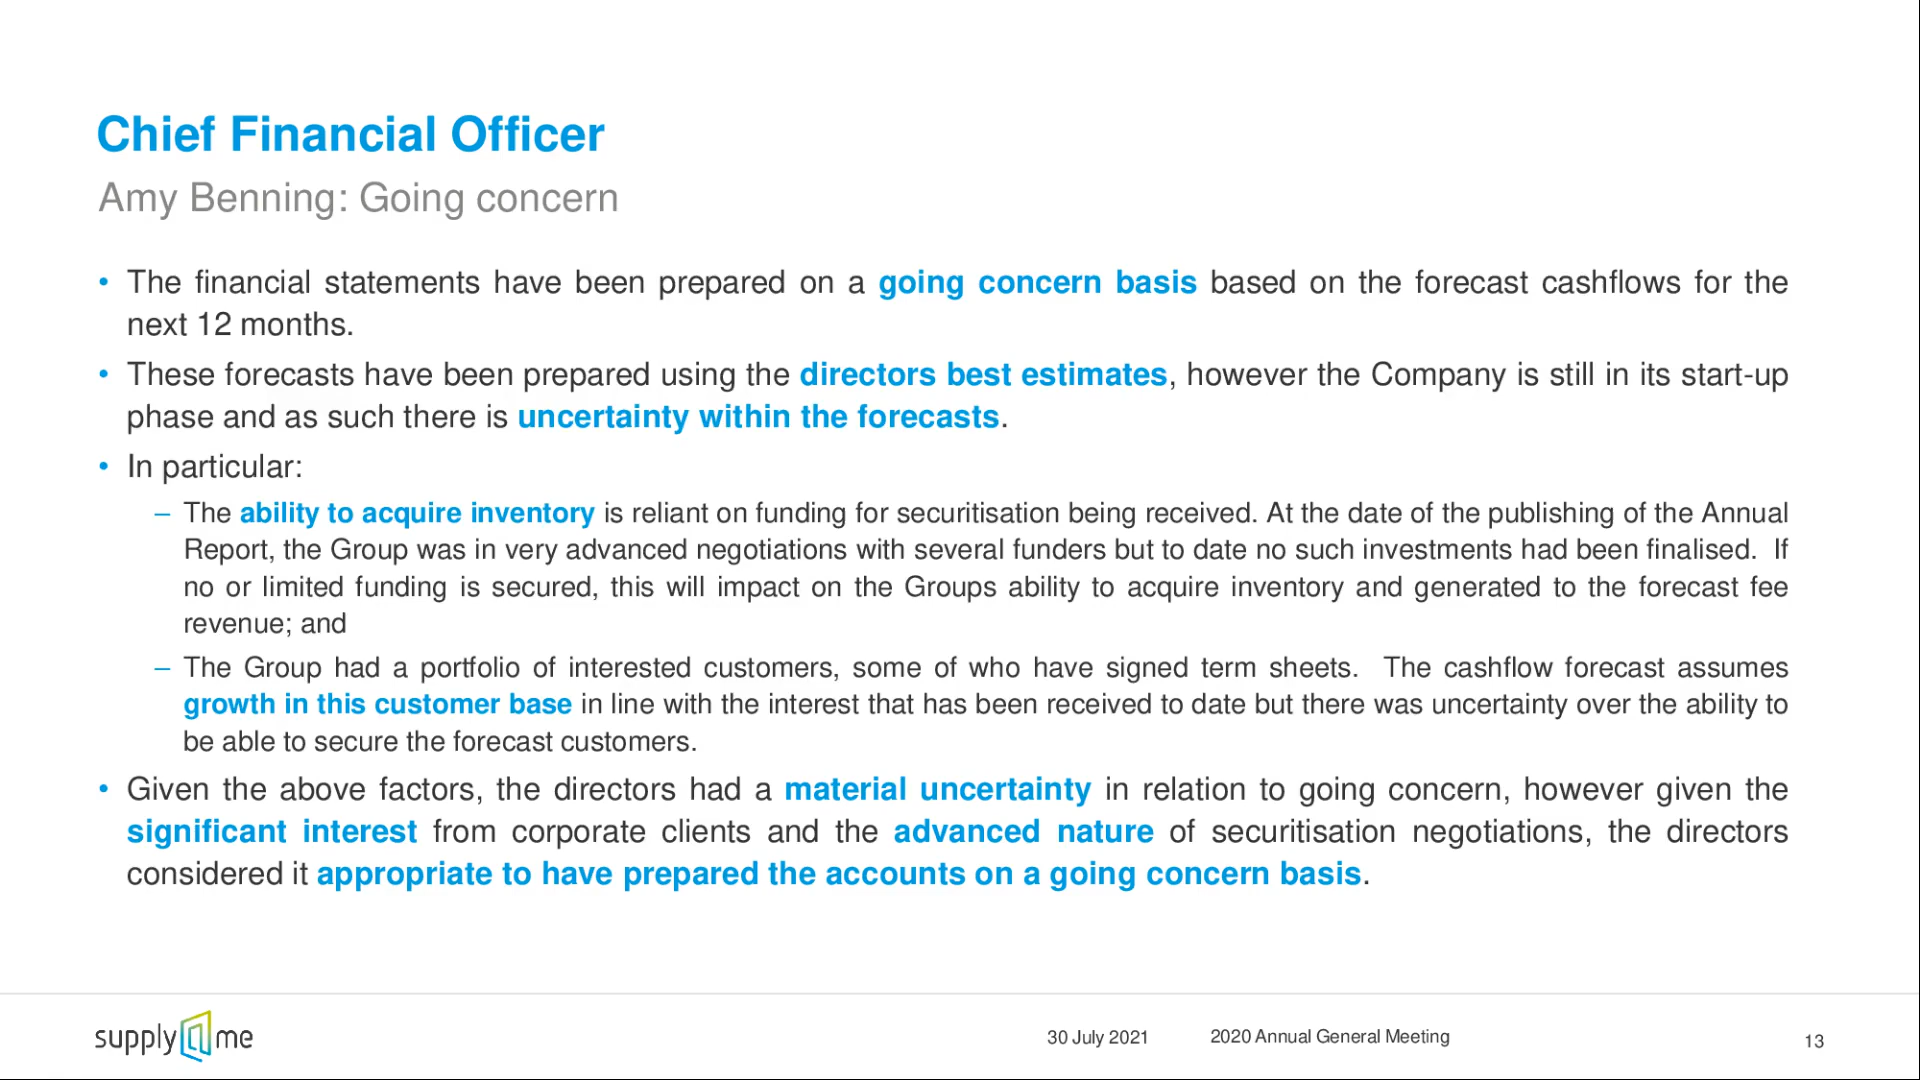 Chief Financial Officer
Amy Benning: Going concern
• The financial statements have been prepared on a going concern basis based on the forecast cashflows for the
next 12 months.
• These forecasts have been prepared using the directors best estimates, however the Company is still in its start-up
phase and as such there is uncertainty within the forecasts.
• In particular:
– The ability to acquire inventory is reliant on funding for securitisation being received. At the date of the publishing of the Annual
Report, the Group was in very advanced negotiations with several funders but to date no such investments had been finalised. If
no or limited funding is secured, this will impact on the Groups ability to acquire inventory and generated to the forecast fee
revenue; and
– The Group had a portfolio of interested customers, some of who have signed term sheets. The cashflow forecast assumes
growth in this customer base in line with the interest that has been received to date but there was uncertainty over the ability to
be able to secure the forecast customers.
• Given the above factors, the directors had a material uncertainty in relation to going concern, however given the
significant interest from corporate clients and the advanced nature of securitisation negotiations, the directors
considered it appropriate to have prepared the accounts on a going concern basis.
supply me
30 July 2021
2020 Annual General Meeting
13